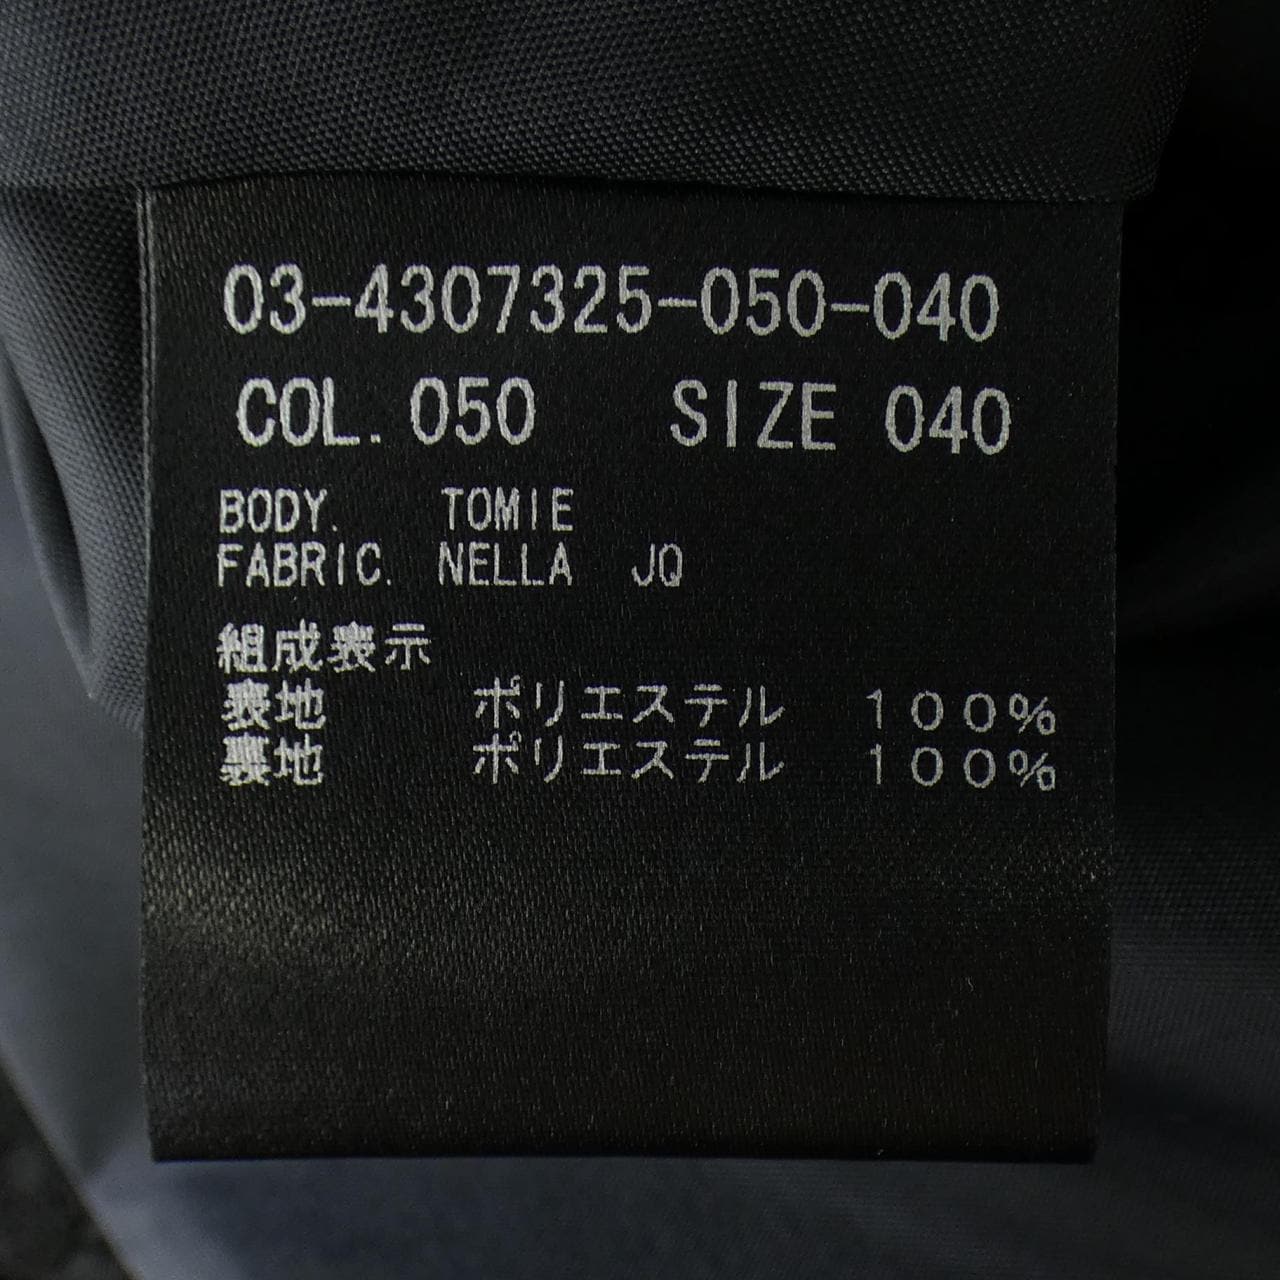 03-4307325-050-040
COL. 050 SIZE 040
BODY. TOMIE
FABRIC. NELLA JQ
組成表示
表地 ポリエステル 100%
裏地 ポリエステル 100%